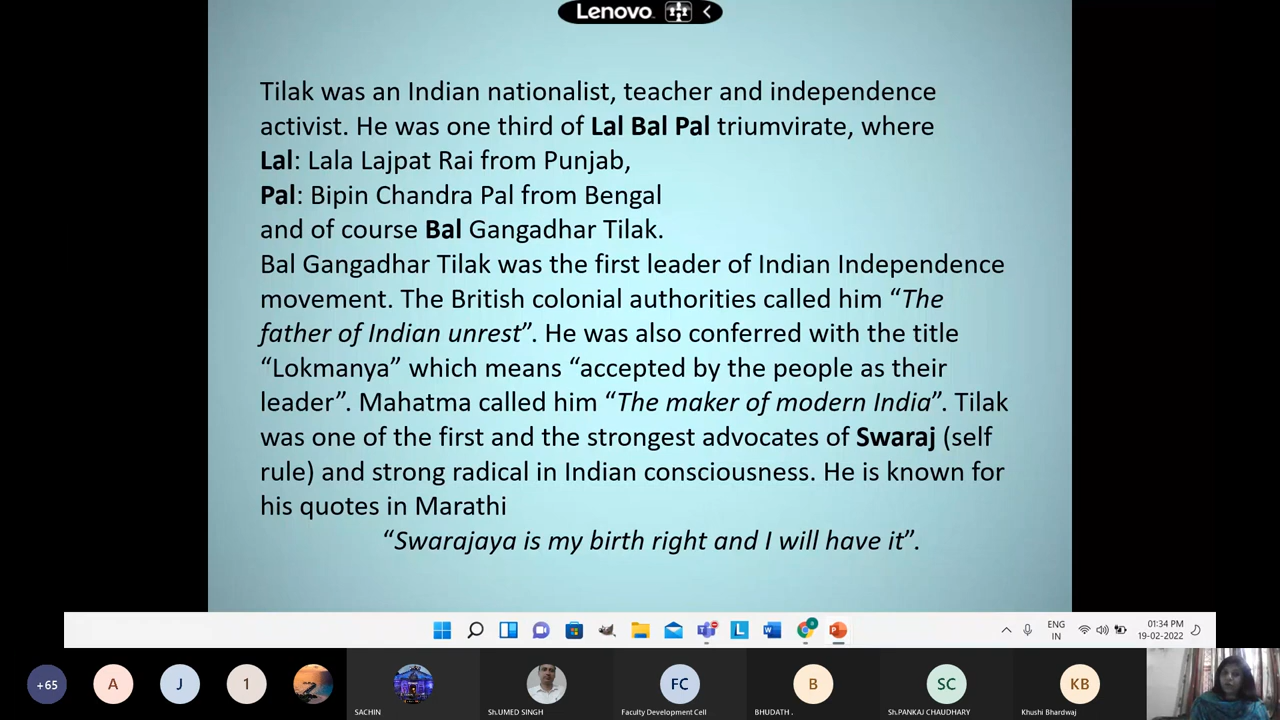 Lenovo
Tilak was an Indian nationalist, teacher and independence
activist. He was one third of Lal Bal Pal triumvirate, where
Lal: Lala Lajpat Rai from Punjab,
Pal: Bipin Chandra Pal from Bengal
and of course Bal Gangadhar Tilak.
Bal Gangadhar Tilak was the first leader of Indian Independence
movement. The British colonial authorities called him “The
father of Indian unrest”. He was also conferred with the title
“Lokmanya” which means “accepted by the people as their
leader”. Mahatma called him “The maker of modern India”. Tilak
was one of the first and the strongest advocates of Swaraj (self
rule) and strong radical in Indian consciousness. He is known for
his quotes in Marathi
“Swarajaya is my birth right and I will have it”.
L
ENG
IN
01:34 PM
19-02-2022
+65
A
J
1
FC
B
SC
KB
SACHIN
Sh.UMED SINGH
Faculty Development Cell
BHUDATH .
Sh.PANKAJ CHAUDHARY
Khushi Bhardwaj